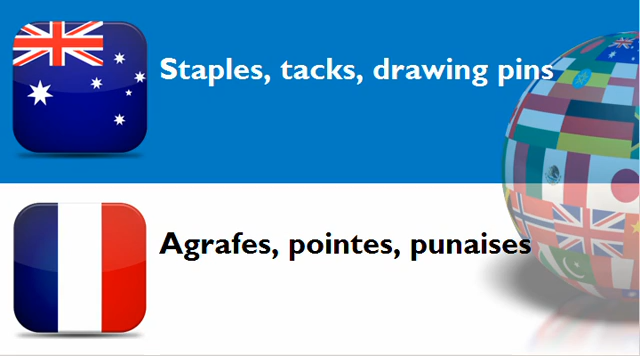 Staples, tacks, drawing pins
Agrafes, pointes, punaises